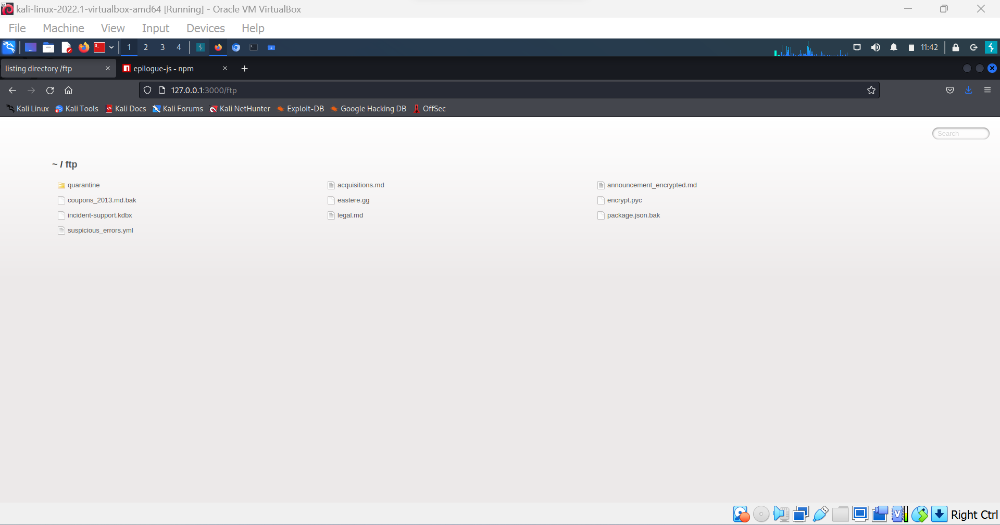 kali-linux-2022.1-virtualbox-amd64 [Running] - Oracle VM VirtualBox
File Machine View Input Devices Help
1 2 3 4 11:42
listing directory /ftp epilogue-js - npm
127.0.0.1:3000/ftp
Kali Linux Kali Tools Kali Docs Kali Forums Kali NetHunter Exploit-DB Google Hacking DB OffSec
Search
~ / ftp
quarantine acquisitions.md announcement_encrypted.md
coupons_2013.md.bak eastere.gg encrypt.pyc
incident-support.kdbx legal.md package.json.bak
suspicious_errors.yml
Right Ctrl